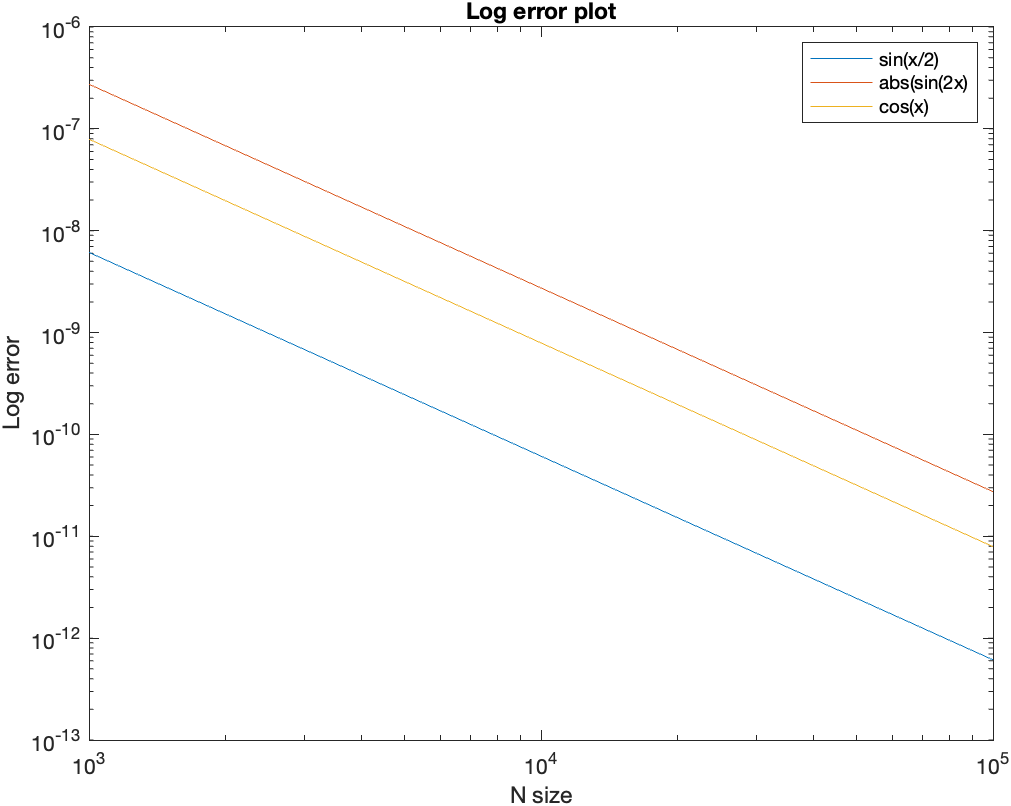 Log error plot
10^-6
10^-7
10^-8
10^-9
10^-10
10^-11
10^-12
10^-13
Log error
sin(x/2)
abs(sin(2x)
cos(x)
10^3
10^4
10^5
N size